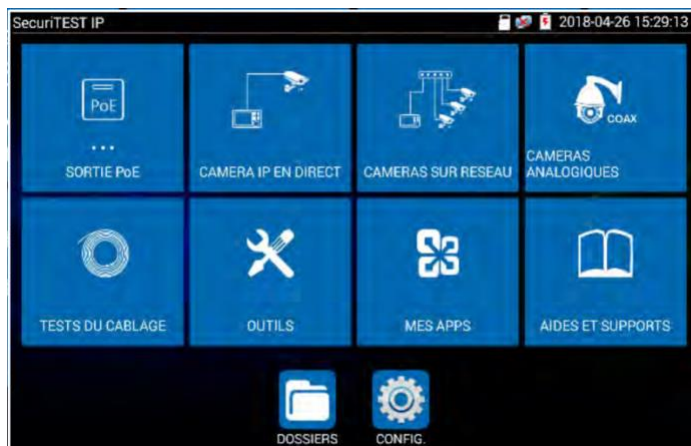 SecuriTEST IP
2018-04-26 15:29:13
PoE
...
SORTIE PoE
CAMERA IP EN DIRECT
CAMERAS SUR RESEAU
COAX
CAMERAS
ANALOGIQUES
TESTS DU CABLAGE
OUTILS
MES APPS
AIDES ET SUPPORTS
DOSSIERS
CONFIG.